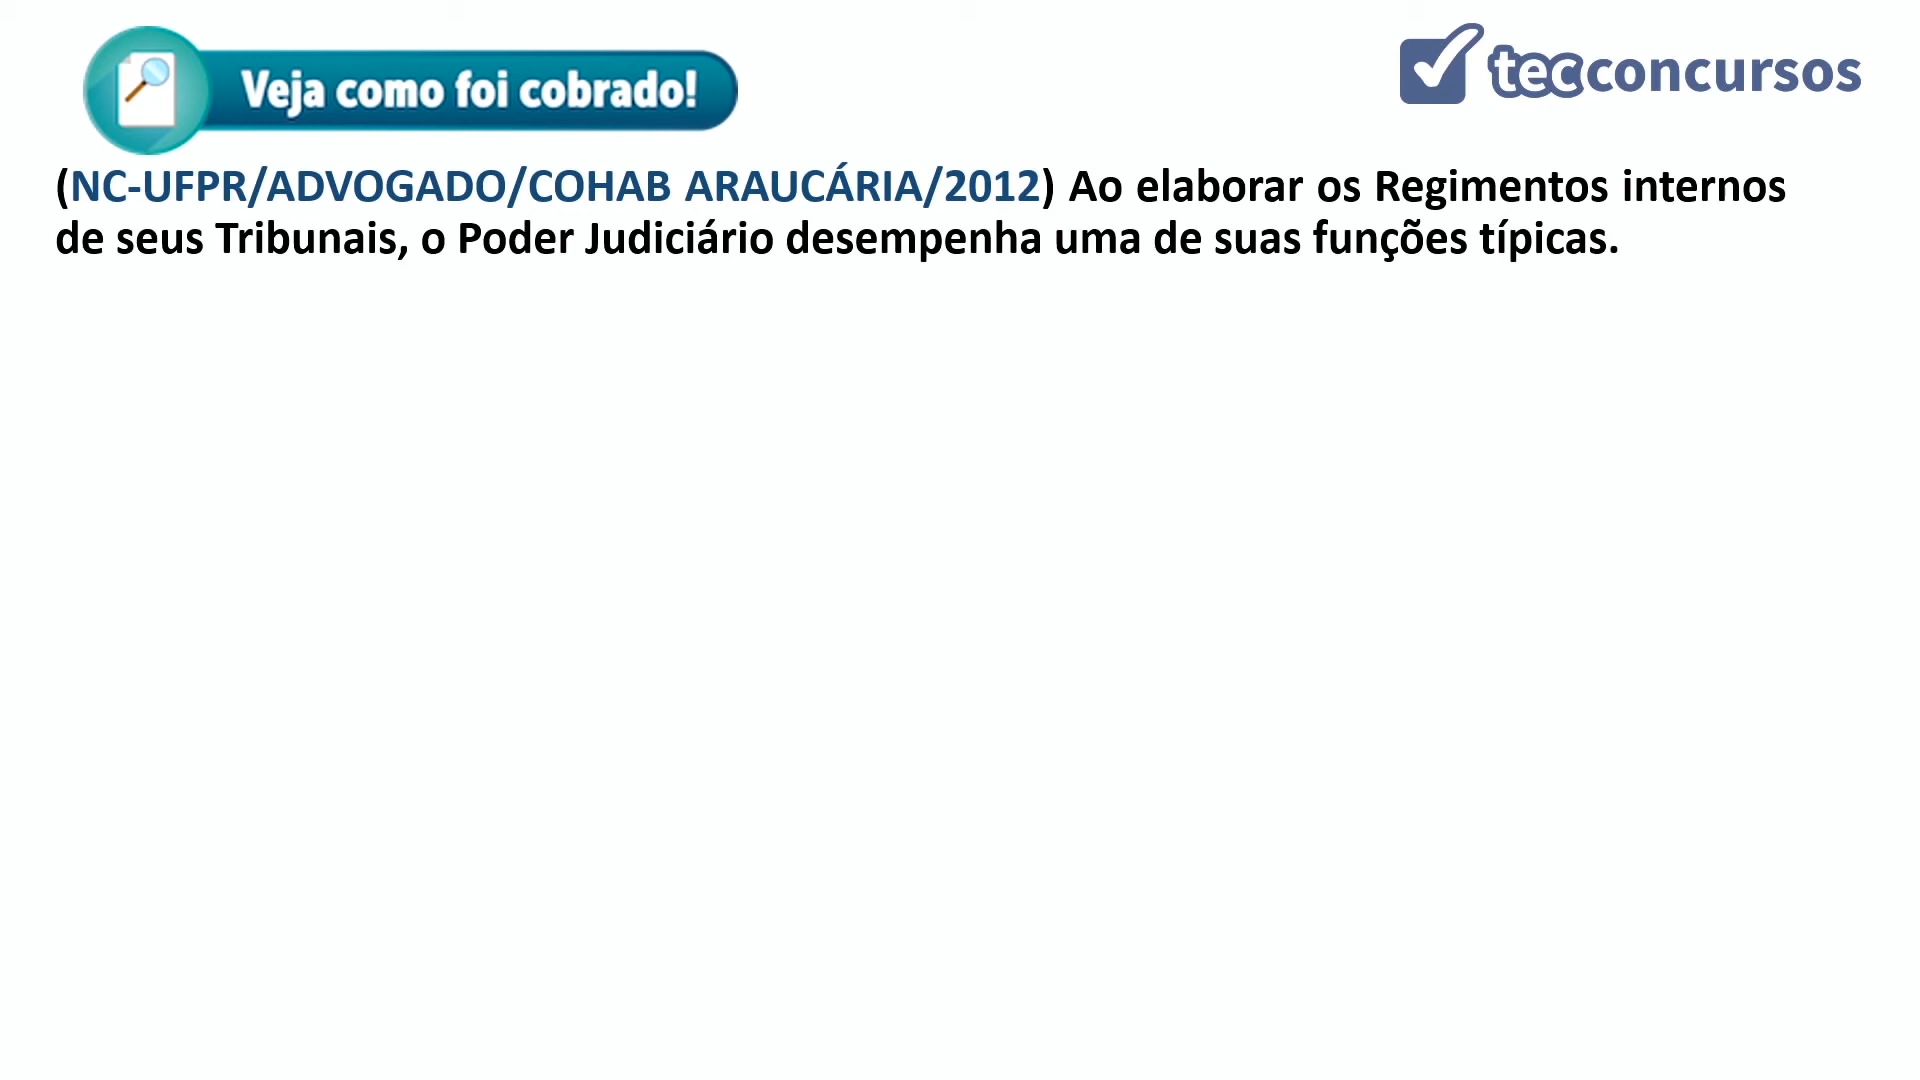 Veja como foi cobrado!
tecconcursos
(NC-UFPR/ADVOGADO/COHAB ARAUCÁRIA/2012) Ao elaborar os Regimentos internos
de seus Tribunais, o Poder Judiciário desempenha uma de suas funções típicas.